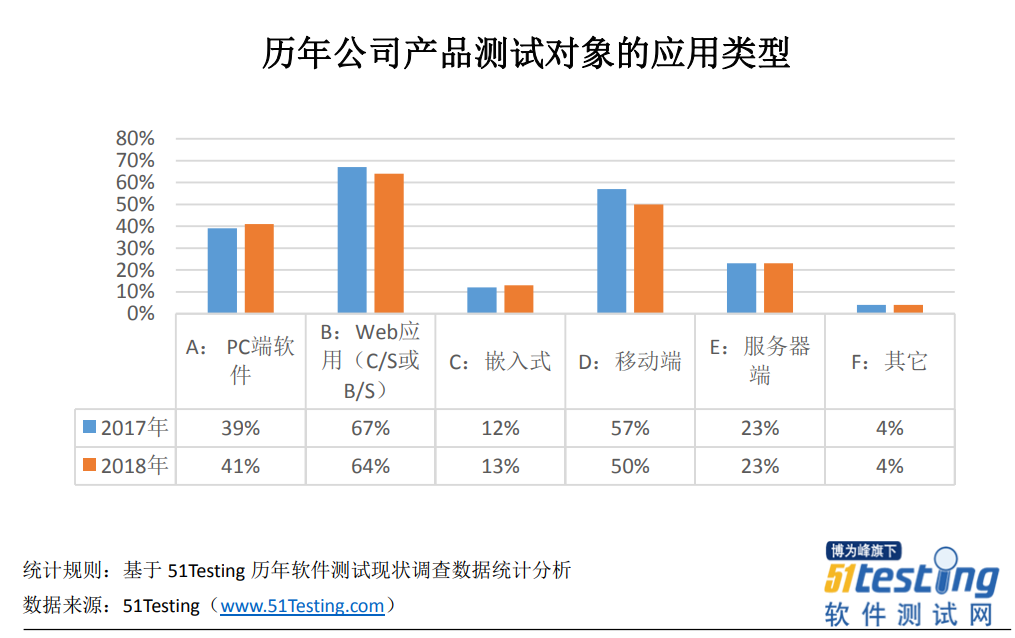 历年公司产品测试对象的应用类型
80%
70%
60%
50%
40%
30%
20%
10%
0%
A： PC端软
件
B：Web应
用（C/S或
B/S）
C：嵌入式
D：移动端
E：服务器
端
F：其它
2017年 39% 67% 12% 57% 23% 4%
2018年 41% 64% 13% 50% 23% 4%
统计规则：基于 51Testing 历年软件测试现状调查数据统计分析
数据来源：51Testing（www.51Testing.com）
博为峰旗下
51testing
软件测试网